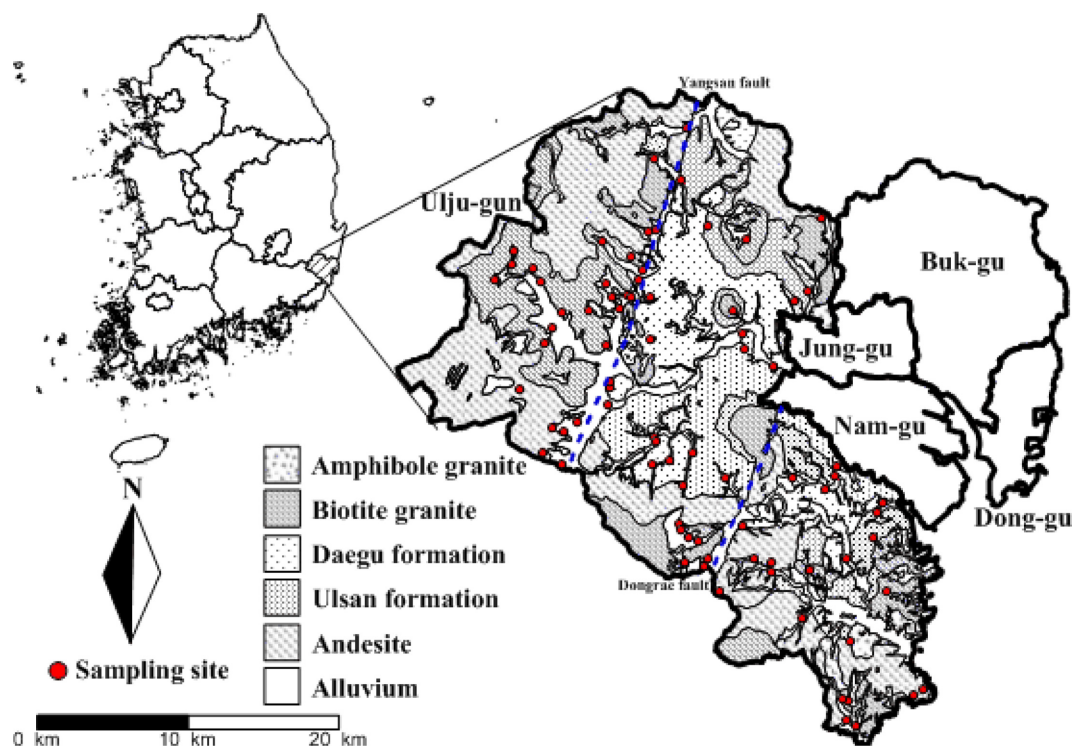 Yangsan fault
Ulju-gun
Buk-gu
Jung-gu
Nam-gu
Dong-gu
Dongrae fault
N
Amphibole granite
Biotite granite
Daegu formation
Ulsan formation
Andesite
Alluvium
Sampling site
0 km 10 km 20 km